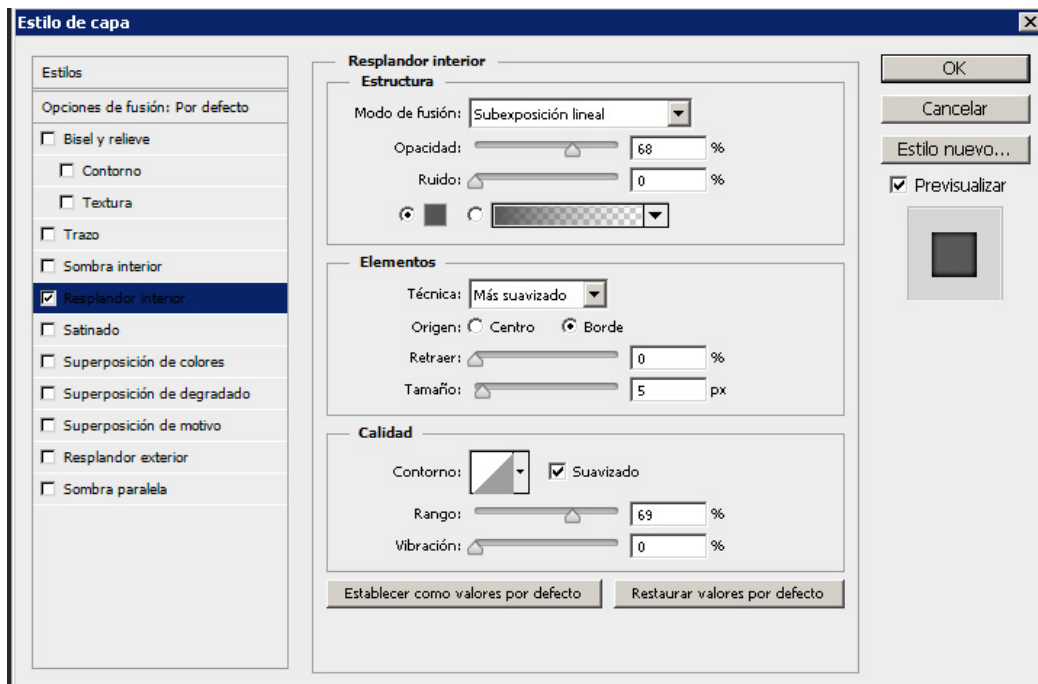 Estilo de capa
Estilos
Opciones de fusión: Por defecto
Bisel y relieve
Contorno
Textura
Trazo
Sombra interior
Resplandor interior
Satinado
Superposición de colores
Superposición de degradado
Superposición de motivo
Resplandor exterior
Sombra paralela
Resplandor interior
Estructura
Modo de fusión: Subexposición lineal
Opacidad: 68 %
Ruido: 0 %
Elementos
Técnica: Más suavizado
Origen: Centro Borde
Retraer: 0 %
Tamaño: 5 px
Calidad
Contorno: Suavizado
Rango: 69 %
Vibración: 0 %
Establecer como valores por defecto Restaurar valores por defecto
OK
Cancelar
Estilo nuevo...
Previsualizar